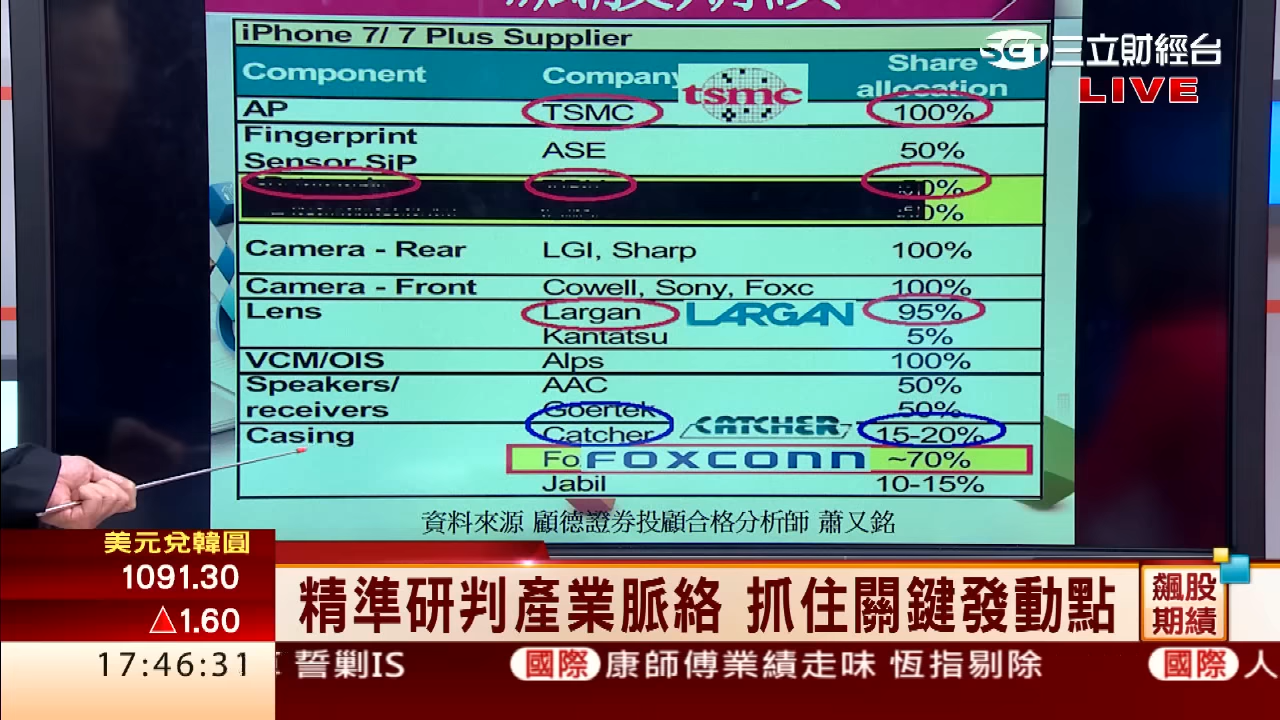 iPhone 7/ 7 Plus Supplier
Component Company Share allocation
tsmc
AP TSMC 100%
Fingerprint Sensor SiP ASE 50%
Camera - Rear LGI, Sharp 100%
Camera - Front Cowell, Sony, Foxc 100%
Lens Largan LARGAN 95%
Kantatsu 5%
VCM/OIS Alps 100%
Speakers/ AAC 50%
receivers Goertek 50%
Casing Catcher CATCHER 15-20%
Fo FOXCONN ~70%
Jabil 10-15%
資料來源 顧德證券投顧合格分析師 蕭又銘
SET三立財經台
LIVE
美元兌韓圓
1091.30
▲1.60
17:46:31
精準研判產業脈絡 抓住關鍵發動點
飆股
期績
誓剿IS 國際 康師傅業績走味 恆指剔除 國際 人